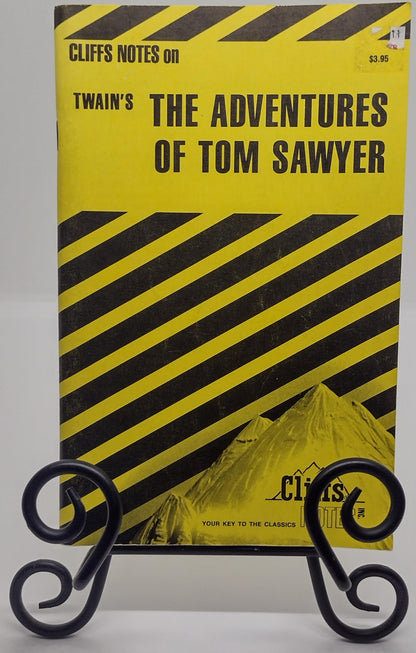 CLIFFS NOTES on
$3.95
TWAIN'S THE ADVENTURES
OF TOM SAWYER
Cliffs
NOTES INC
YOUR KEY TO THE CLASSICS